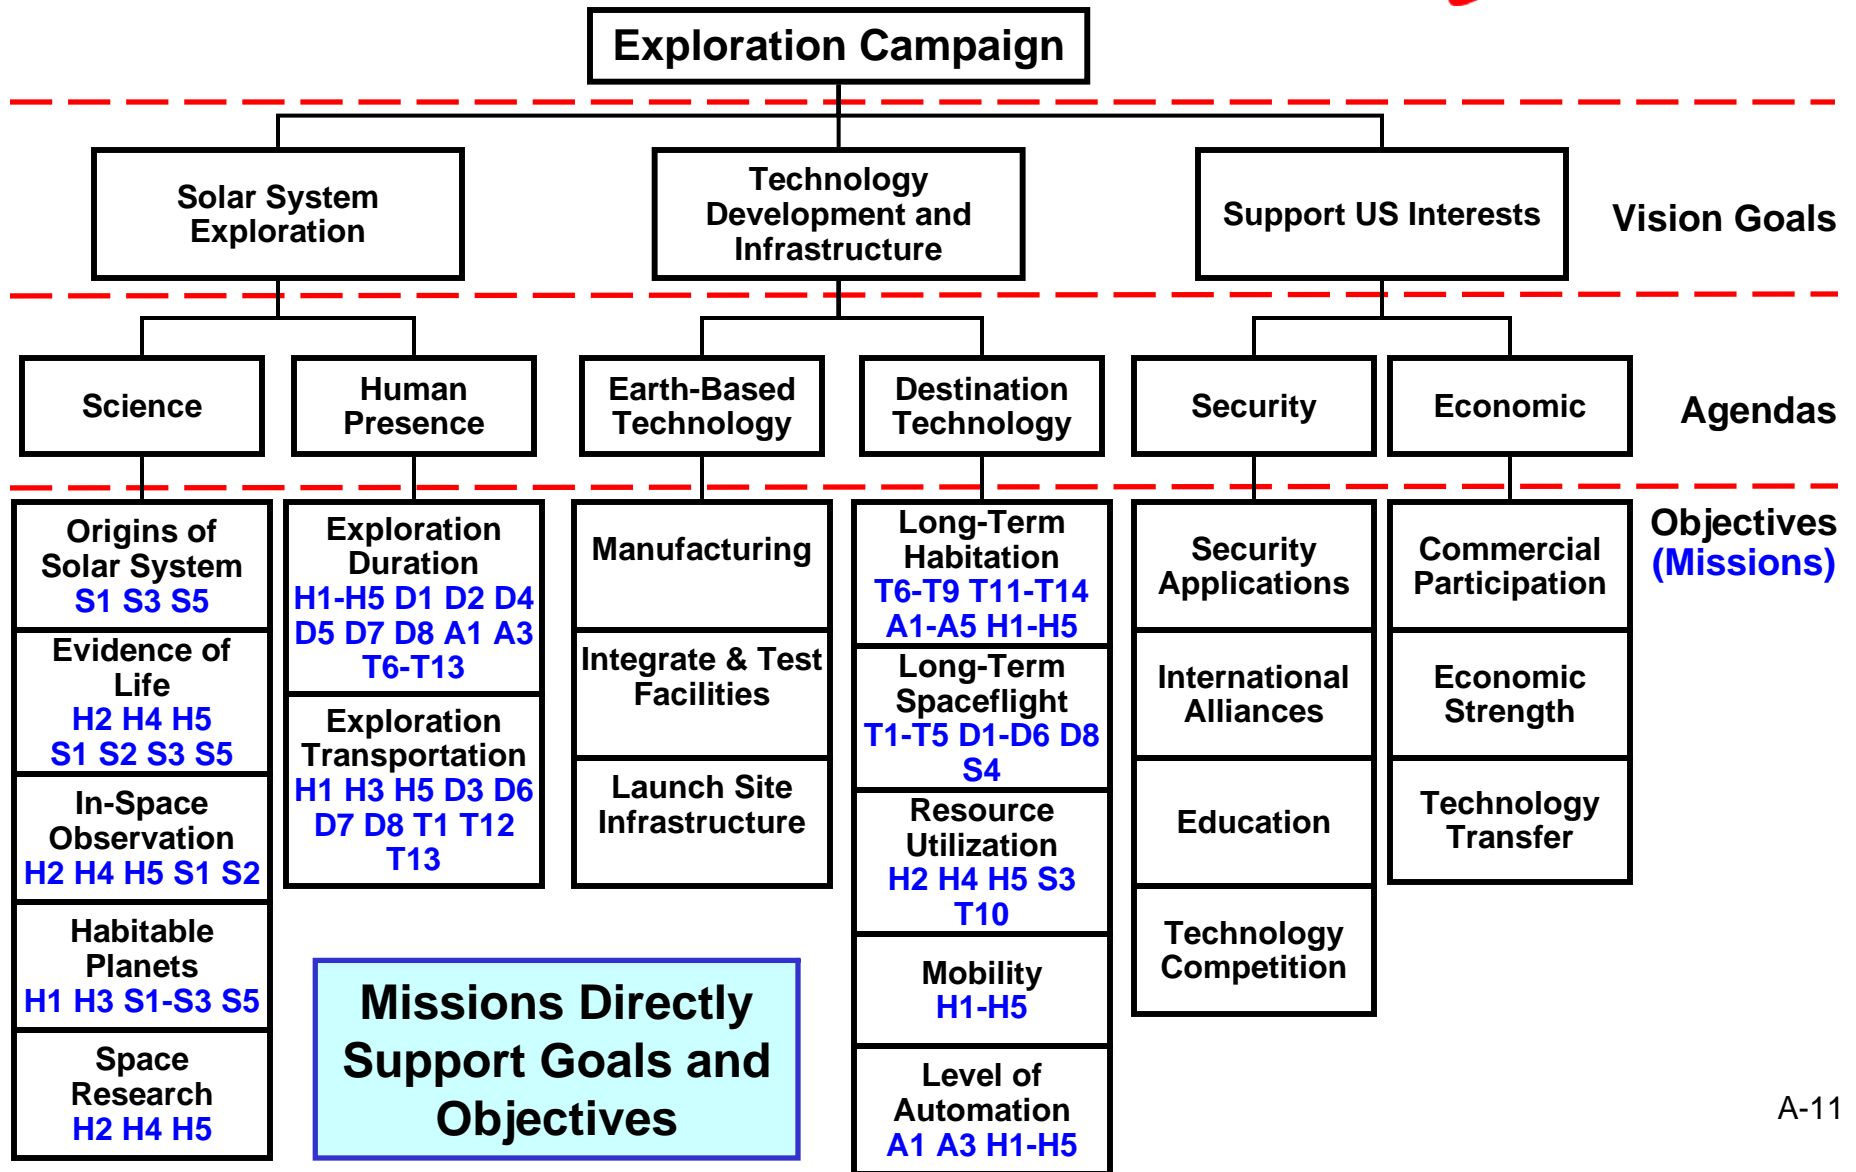 Exploration Campaign
Solar System
Exploration
Technology
Development and
Infrastructure
Support US Interests
Vision Goals
Science
Human
Presence
Earth-Based
Technology
Destination
Technology
Security
Economic
Agendas
Origins of
Solar System
S1 S3 S5
Evidence of
Life
H2 H4 H5
S1 S2 S3 S5
In-Space
Observation
H2 H4 H5 S1 S2
Habitable
Planets
H1 H3 S1-S3 S5
Space
Research
H2 H4 H5
Exploration
Duration
H1-H5 D1 D2 D4
D5 D7 D8 A1 A3
T6-T13
Exploration
Transportation
H1 H3 H5 D3 D6
D7 D8 T1 T12
T13
Manufacturing
Integrate & Test
Facilities
Launch Site
Infrastructure
Long-Term
Habitation
T6-T9 T11-T14
A1-A5 H1-H5
Long-Term
Spaceflight
T1-T5 D1-D6 D8
S4
Resource
Utilization
H2 H4 H5 S3
T10
Mobility
H1-H5
Level of
Automation
A1 A3 H1-H5
Security
Applications
International
Alliances
Education
Technology
Competition
Commercial
Participation
Economic
Strength
Technology
Transfer
Objectives
(Missions)
Missions Directly
Support Goals and
Objectives
A-11